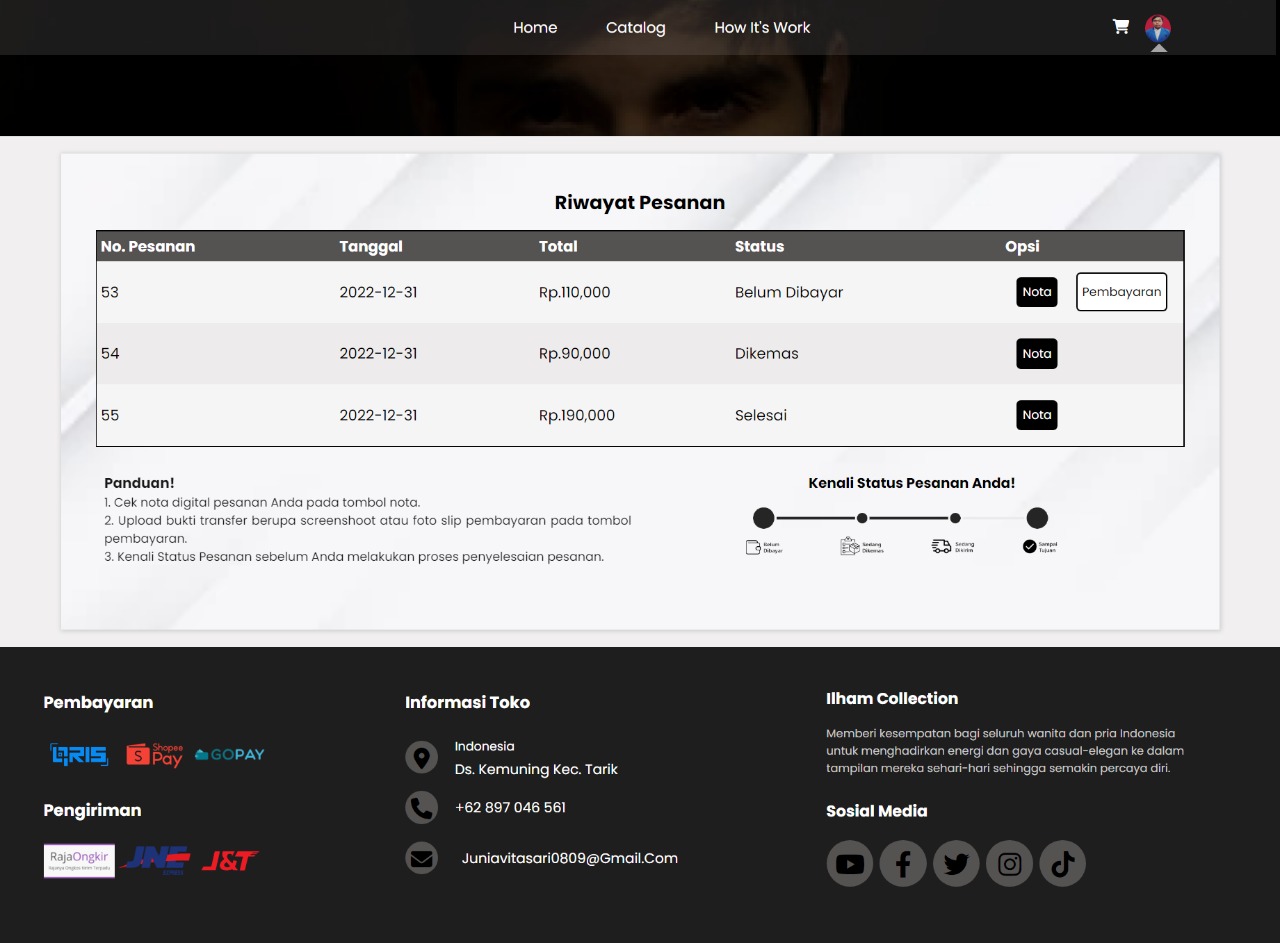 Home Catalog How It's Work
Riwayat Pesanan
No. Pesanan Tanggal Total Status Opsi
53 2022-12-31 Rp.110,000 Belum Dibayar Nota Pembayaran
54 2022-12-31 Rp.90,000 Dikemas Nota
55 2022-12-31 Rp.190,000 Selesai Nota
Panduan!
1. Cek nota digital pesanan Anda pada tombol nota.
2. Upload bukti transfer berupa screenshoot atau foto slip pembayaran pada tombol
pembayaran.
3. Kenali Status Pesanan sebelum Anda melakukan proses penyelesaian pesanan.
Kenali Status Pesanan Anda!
Belum
Dibayar
Sedang
Dikemas
Sedang
Dikirim
Sampai
Tujuan
Pembayaran
QRIS
Shopee
Pay
GOPAY
Pengiriman
RajaOngkir
JNE
J&T
Informasi Toko
Indonesia
Ds. Kemuning Kec. Tarik
+62 897 046 561
Juniavitasari0809@Gmail.Com
Ilham Collection
Memberi kesempatan bagi seluruh wanita dan pria Indonesia
untuk menghadirkan energi dan gaya casual-elegan ke dalam
tampilan mereka sehari-hari sehingga semakin percaya diri.
Sosial Media